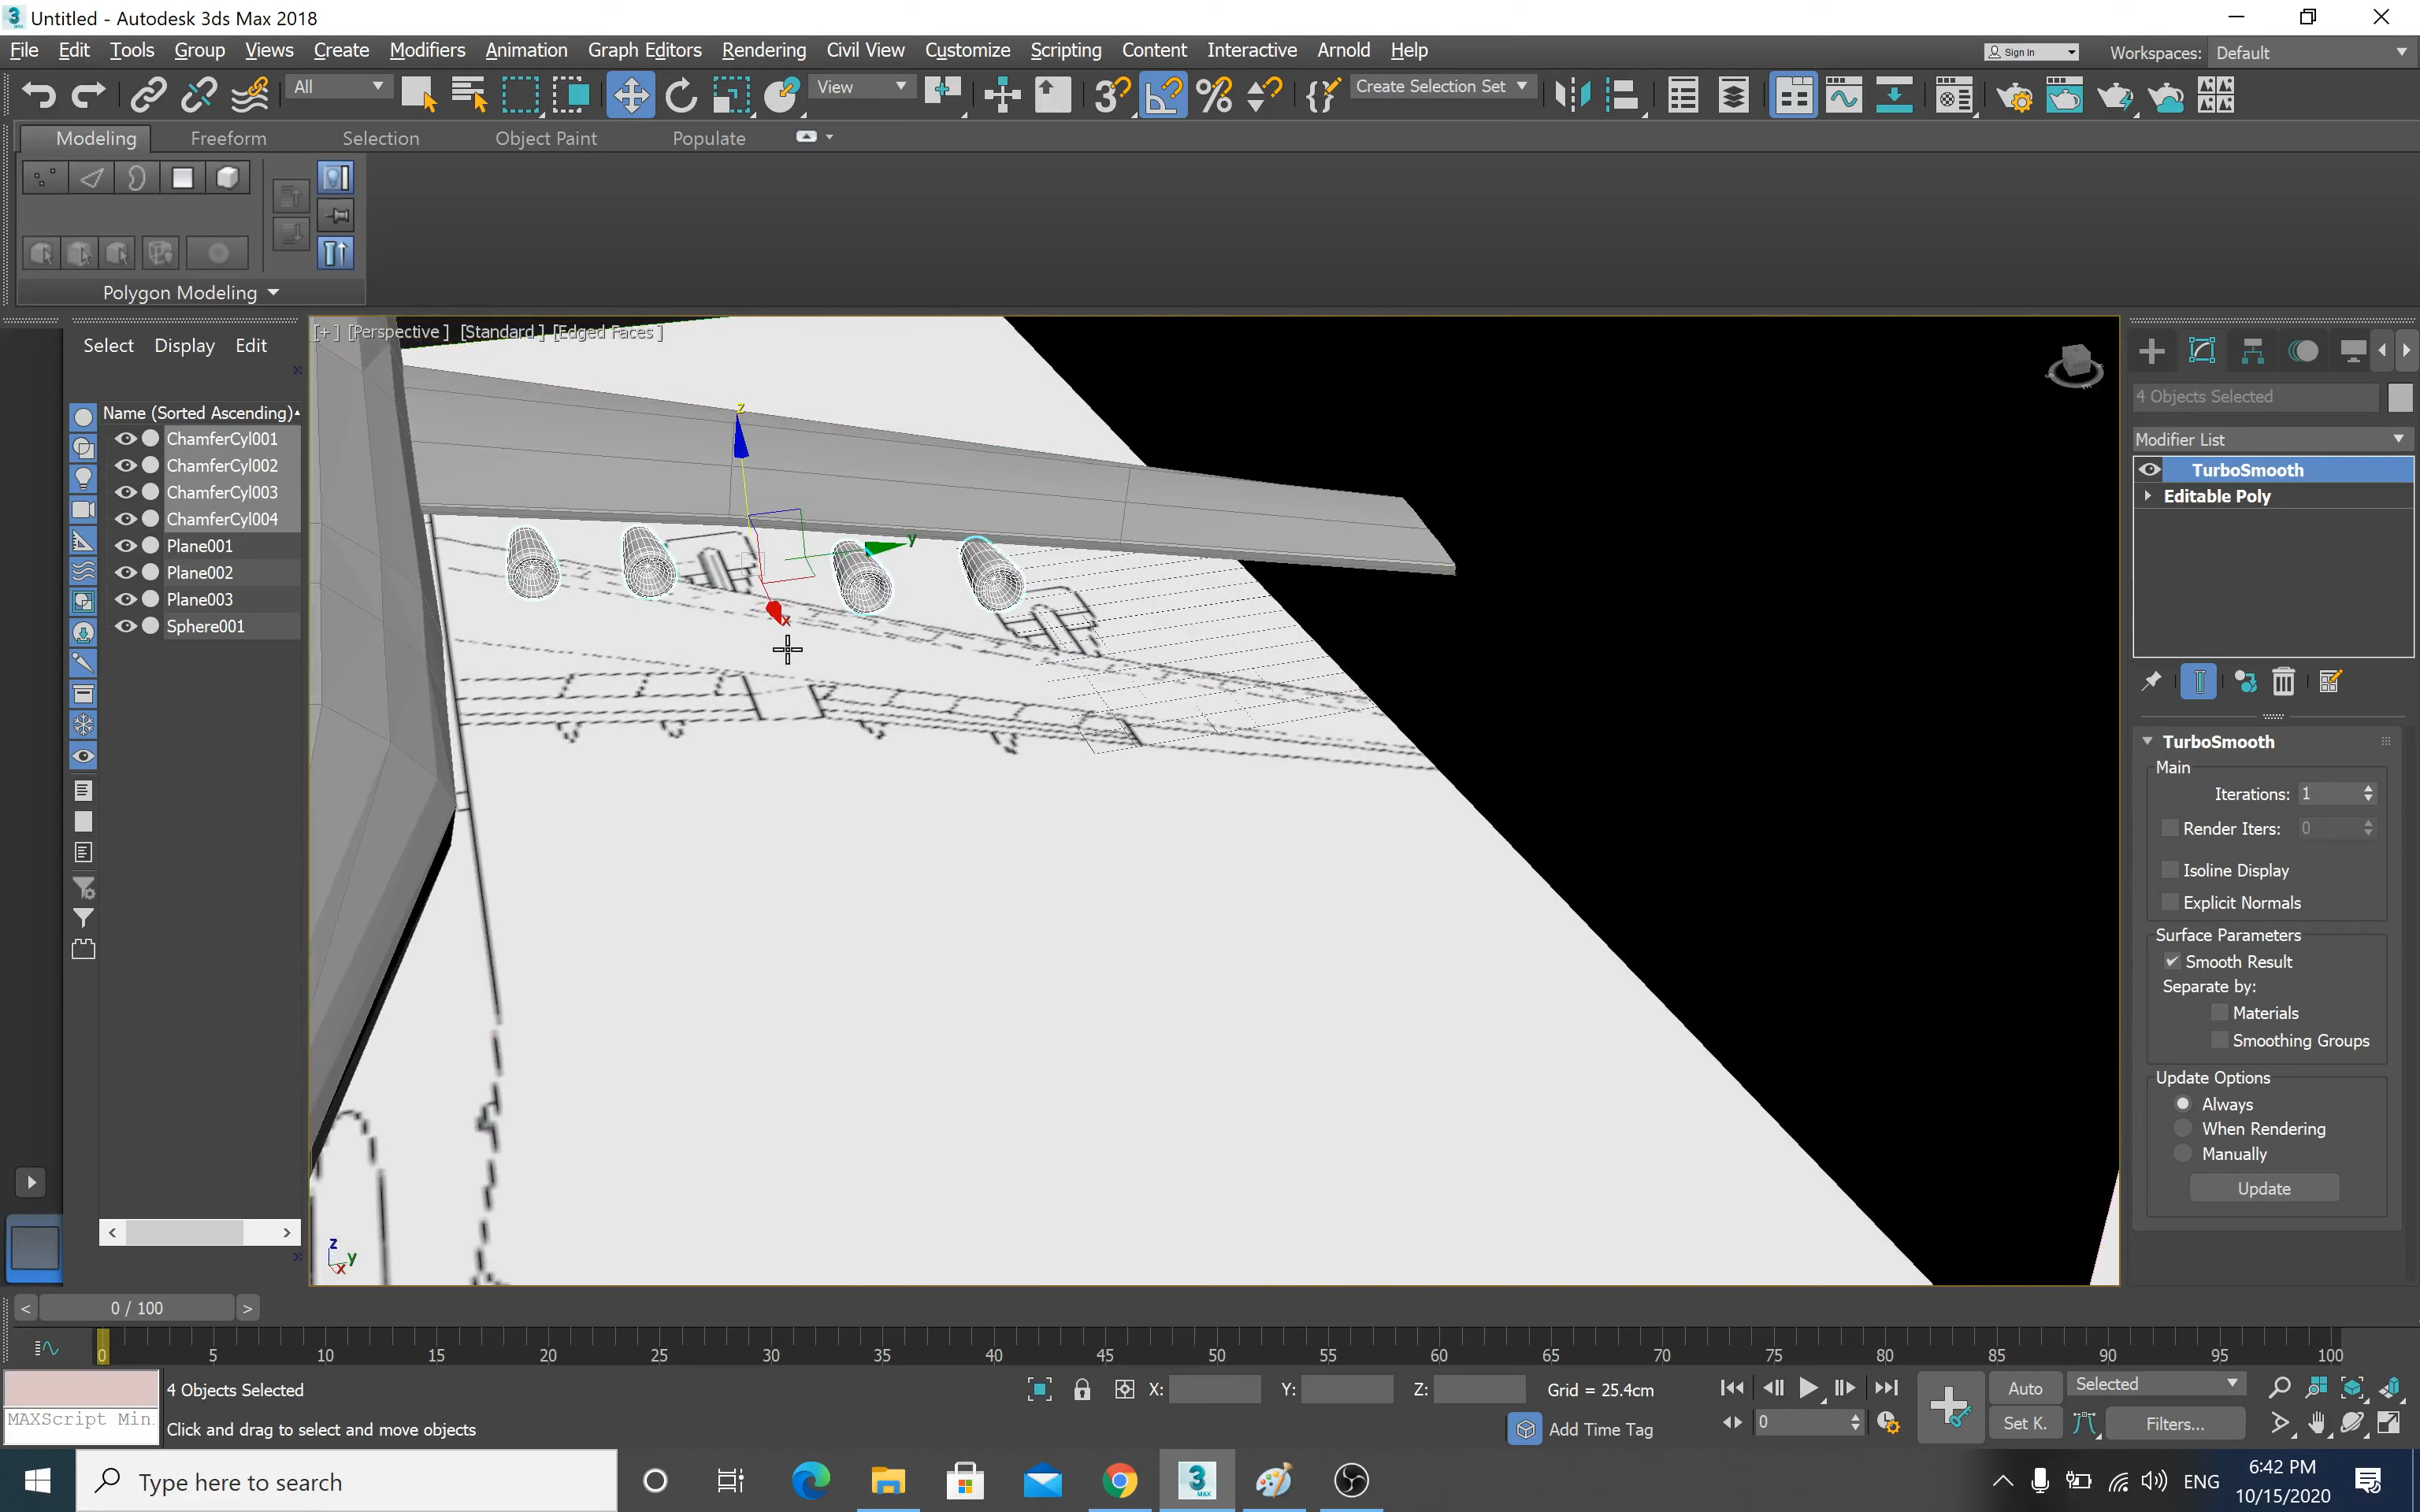 Untitled - Autodesk 3ds Max 2018
File Edit Tools Group Views Create Modifiers Animation Graph Editors Rendering Civil View Customize Scripting Content Interactive Arnold Help
Sign In Workspaces: Default
All View Create Selection Set
Modeling Freeform Selection Object Paint Populate
Polygon Modeling
Select Display Edit
Name (Sorted Ascending)
ChamferCyl001
ChamferCyl002
ChamferCyl003
ChamferCyl004
Plane001
Plane002
Plane003
Sphere001
[+] [Perspective] [Standard] [Edged Faces]
z
y
x
z
y
x
4 Objects Selected
Modifier List
TurboSmooth
Editable Poly
TurboSmooth
Main
Iterations: 1
Render Iters: 0
Isoline Display
Explicit Normals
Surface Parameters
Smooth Result
Separate by:
Materials
Smoothing Groups
Update Options
Always
When Rendering
Manually
Update
< 0 / 100 >
0 5 10 15 20 25 30 35 40 45 50 55 60 65 70 75 80 85 90 95 100
4 Objects Selected X: Y: Z: Grid = 25.4cm Auto Selected
MAXScript Min Click and drag to select and move objects Add Time Tag 0 Set K. Filters...
Type here to search
3
MAX
ENG
6:42 PM
10/15/2020